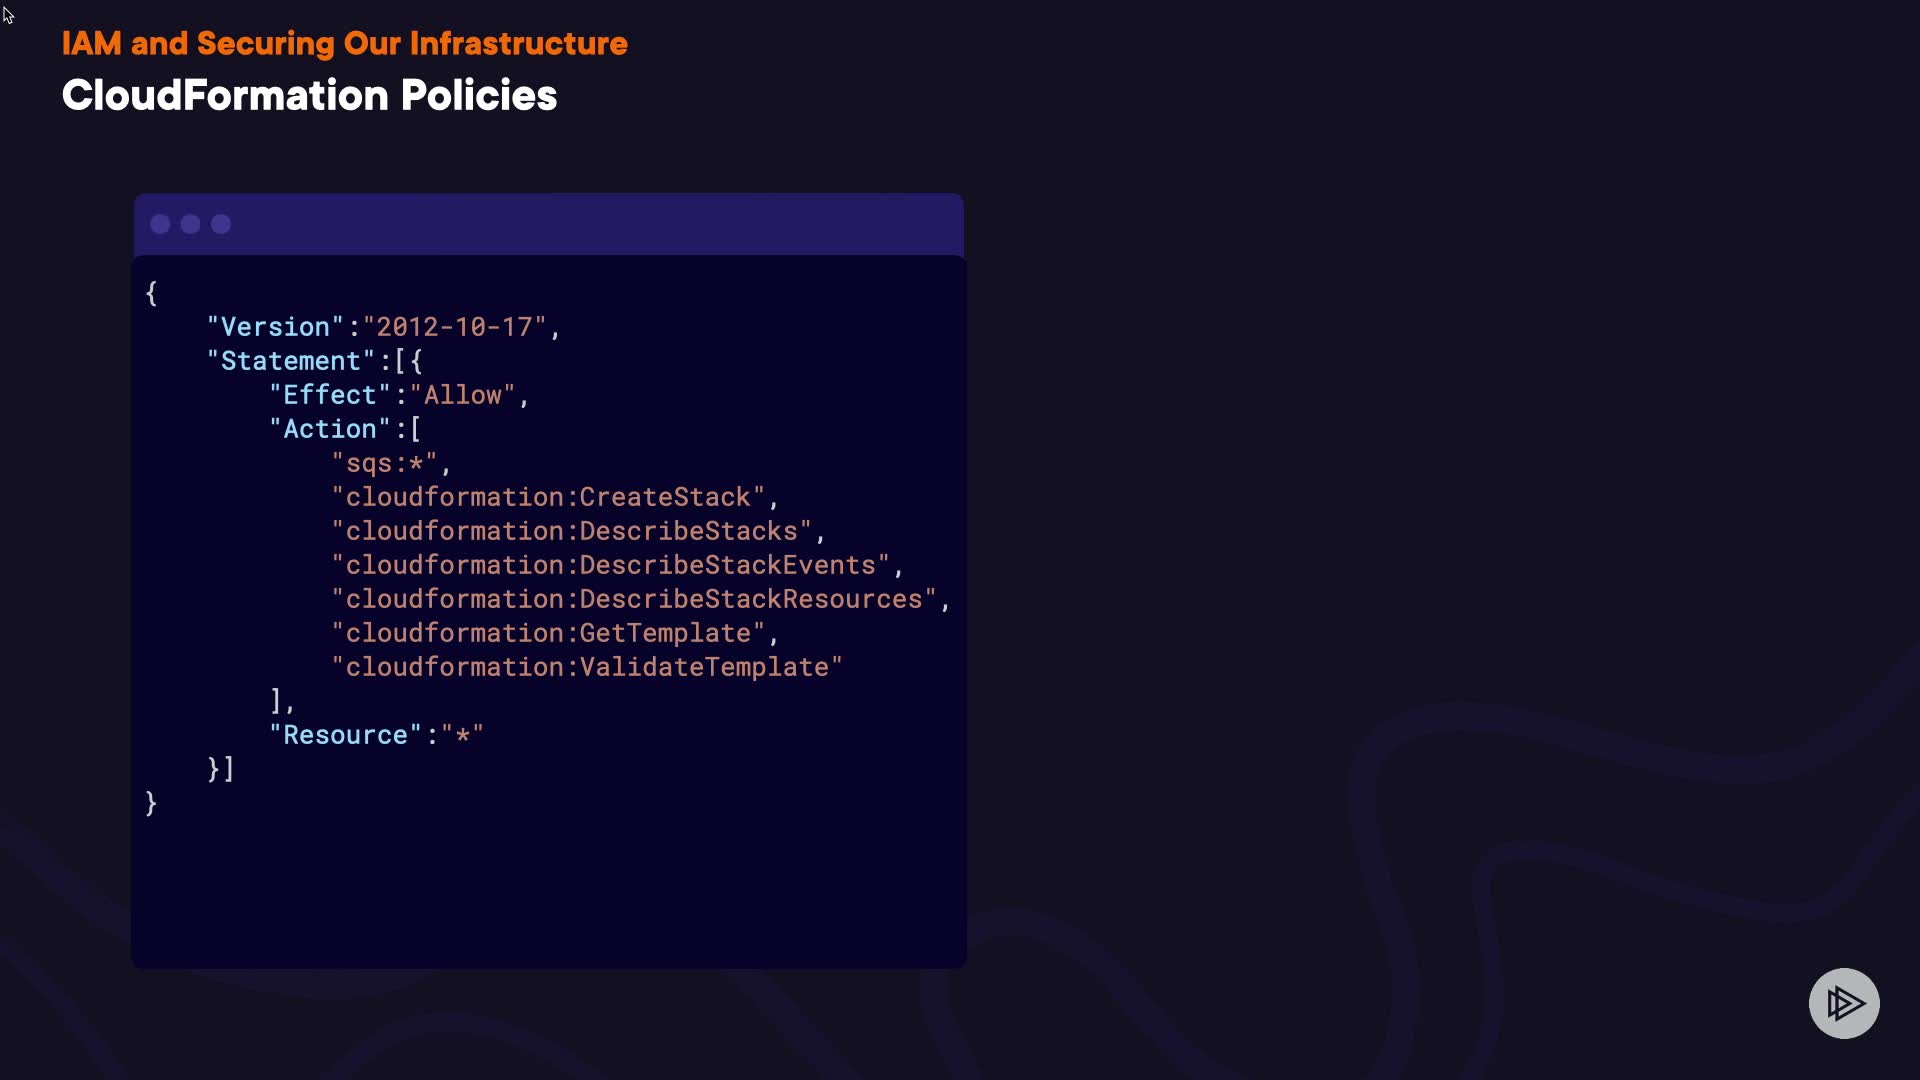 IAM and Securing Our Infrastructure
CloudFormation Policies
{
    "Version":"2012-10-17",
    "Statement":[{
        "Effect":"Allow",
        "Action":[
            "sqs:*",
            "cloudformation:CreateStack",
            "cloudformation:DescribeStacks",
            "cloudformation:DescribeStackEvents",
            "cloudformation:DescribeStackResources",
            "cloudformation:GetTemplate",
            "cloudformation:ValidateTemplate"
        ],
        "Resource":"*"
    }]
}